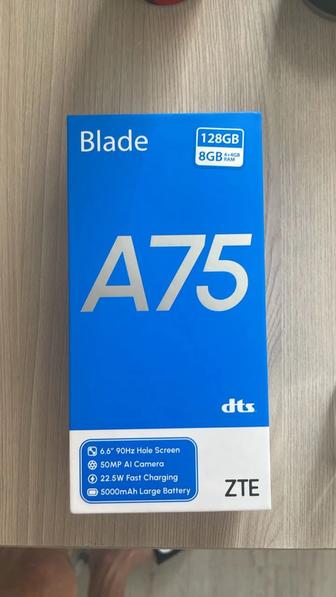 Blade
128GB
8GB 4+4GB RAM
A75
dts
6.6" 90Hz Hole Screen
50MP AI Camera
22.5W Fast Charging
5000mAh Large Battery
ZTE